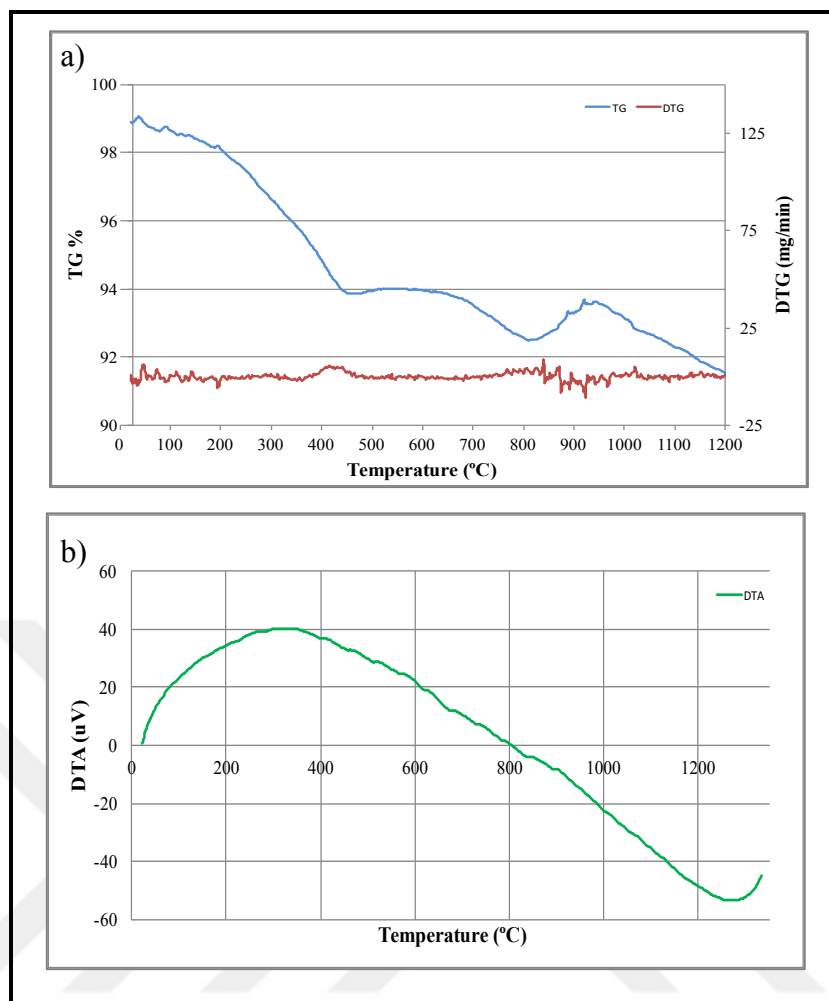 a)
100
98
96
94
92
90
TG %
TG DTG
125
75
25
-25
DTG (mg/min)
0 100 200 300 400 500 600 700 800 900 1000 1100 1200
Temperature (ºC)
b)
60
40
20
0
-20
-40
-60
DTA (uV)
DTA
0 200 400 600 800 1000 1200
Temperature (ºC)